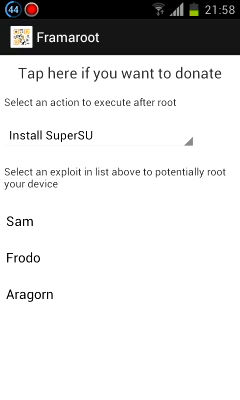 44
21:58
Framaroot
Tap here if you want to donate
Select an action to execute after root
Install SuperSU
Select an exploit in list above to potentially root
your device
Sam
Frodo
Aragorn